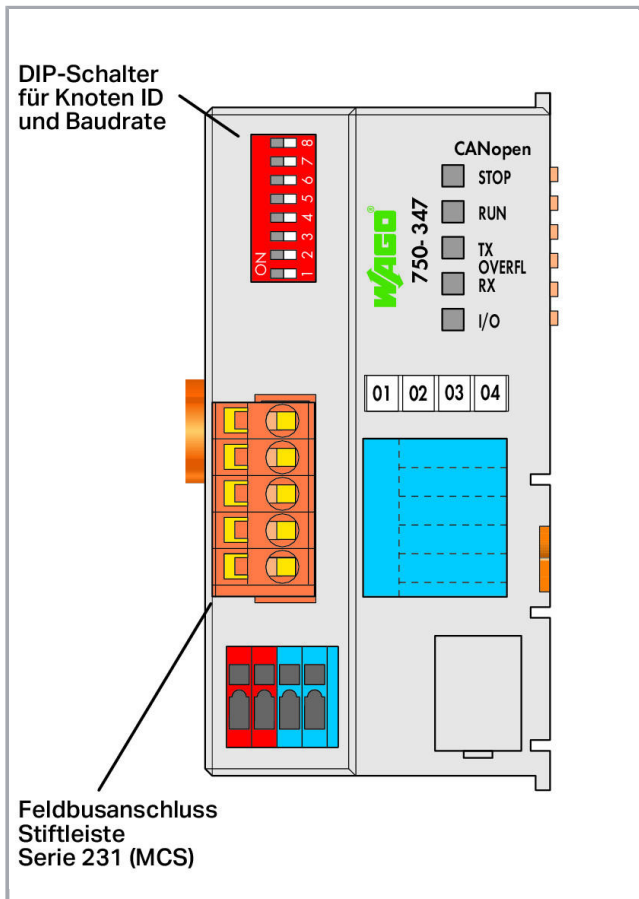 DIP-Schalter
für Knoten ID
und Baudrate
ON
1 2 3 4 5 6 7 8
WAGO®
750-347
CANopen
STOP
RUN
TX
OVERFL
RX
I/O
01 02 03 04
Feldbusanschluss
Stiftleiste
Serie 231 (MCS)